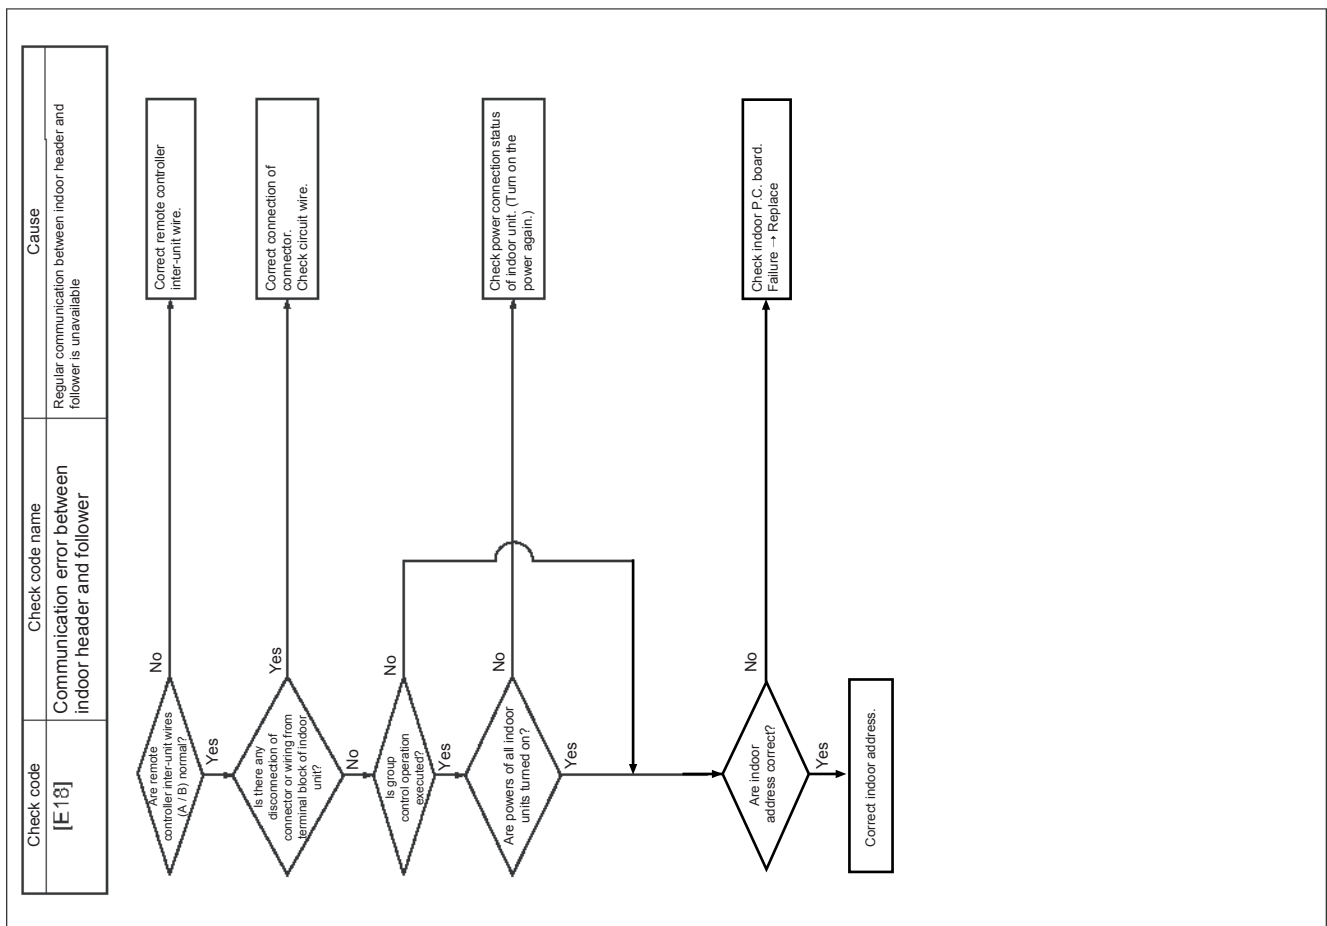 Check code
Check code name
Cause
[E18]
Communication error between
indoor header and follower
Regular communication between indoor header and
follower is unavailable
Are remote
controller inter-unit wires
(A / B) normal?
No
Correct remote controller
inter-unit wire.
Yes
Is there any
disconnection of
connector or wiring from
terminal block of indoor
unit?
Yes
Correct connection of
connector.
Check circuit wire.
No
Is group
control operation
executed?
No
Yes
Are powers of all indoor
units turned on?
No
Check power connection status
of indoor unit. (Turn on the
power again.)
Yes
Are indoor
address correct?
No
Check indoor P.C. board.
Failure → Replace
Yes
Correct indoor address.